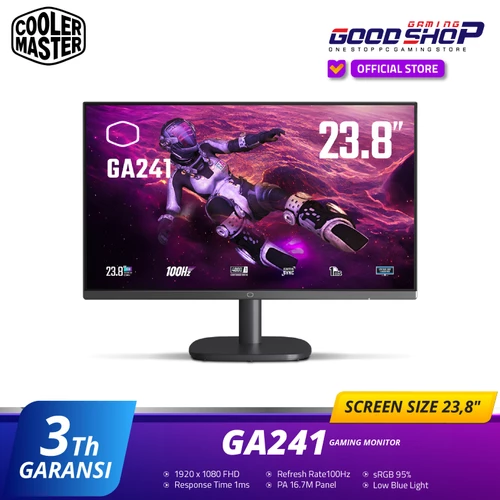 COOLER
MASTER
GAMING
GOODSHOP
ONE STOP PC GAMING STORE
OFFICIAL STORE
GA241
23.8"
23.8"
100Hz
SYNC
SCREEN SIZE 23,8"
3Th
GARANSI
GA241 GAMING MONITOR
• 1920 x 1080 FHD • Refresh Rate100Hz • sRGB 95%
• Response Time 1ms • PA 16.7M Panel • Low Blue Light